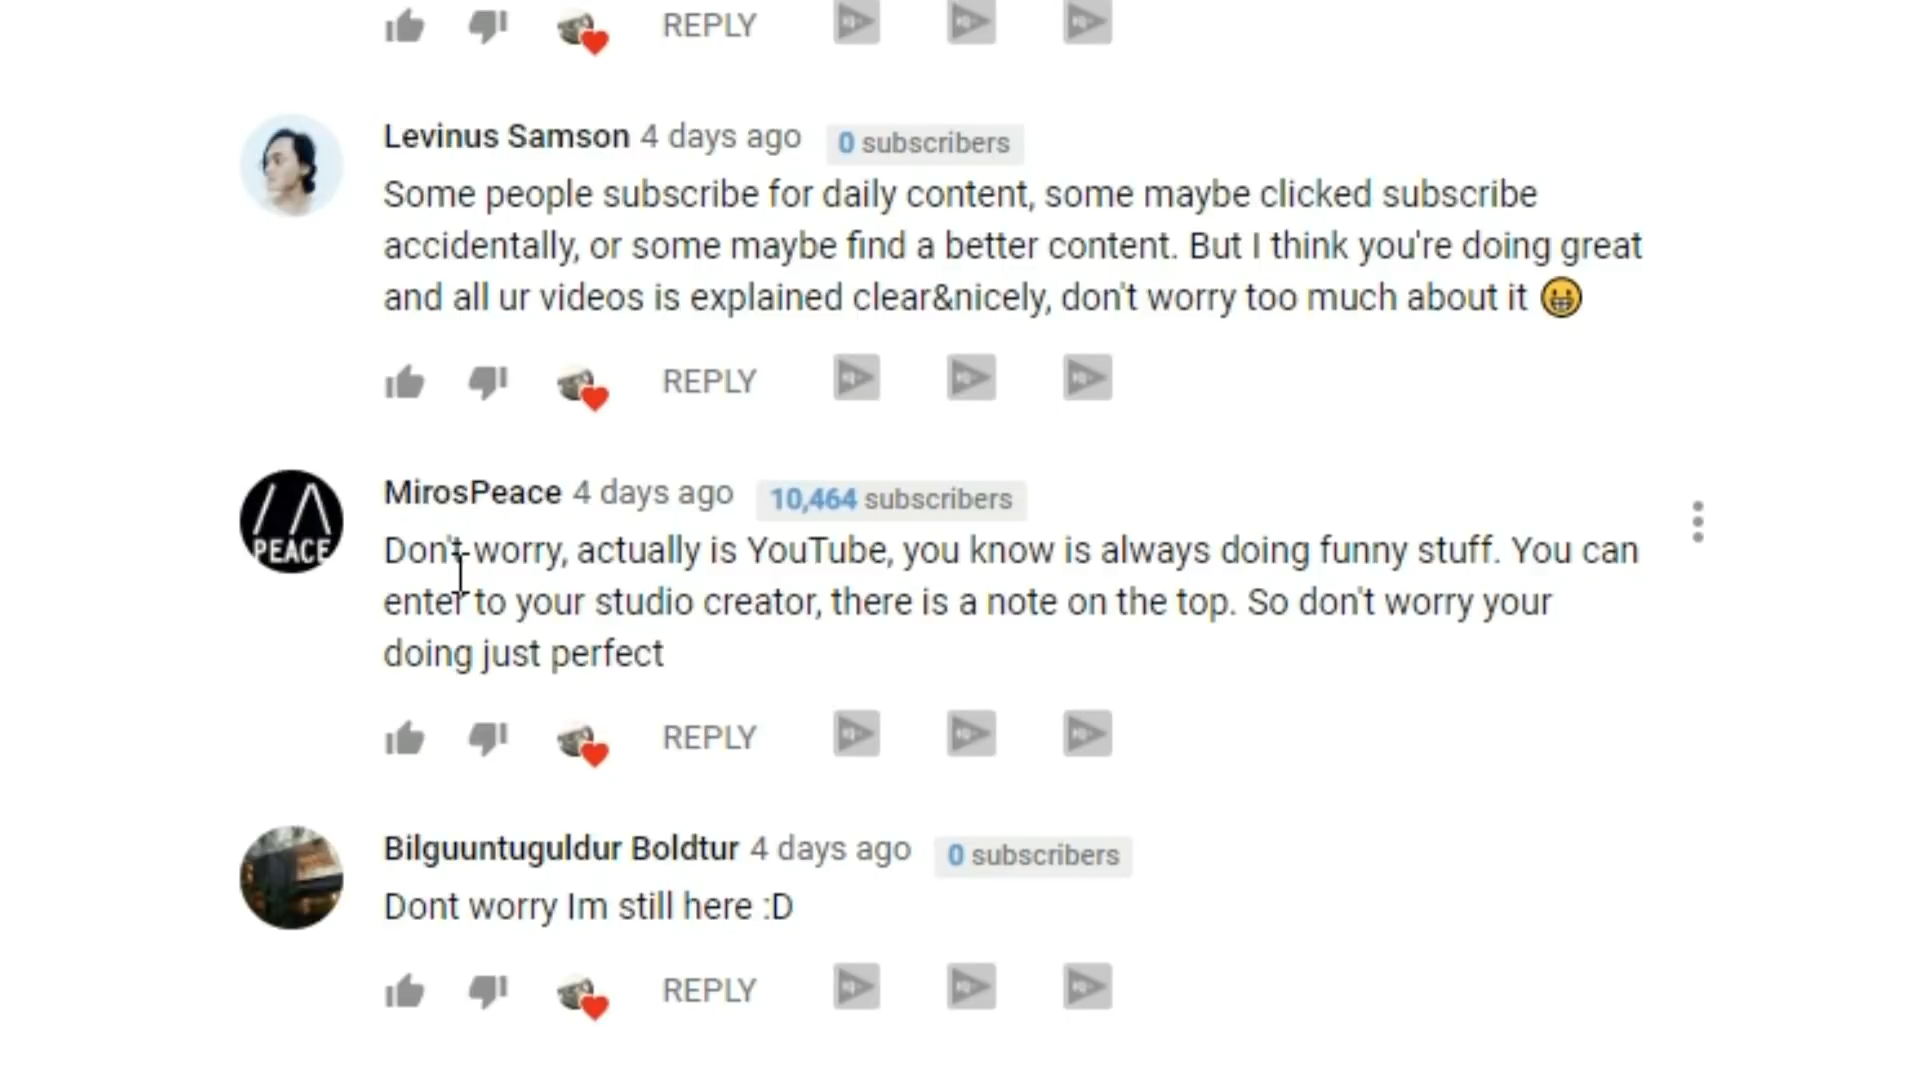 REPLY
Levinus Samson 4 days ago 0 subscribers
Some people subscribe for daily content, some maybe clicked subscribe
accidentally, or some maybe find a better content. But I think you're doing great
and all ur videos is explained clear&nicely, don't worry too much about it 😁
REPLY
PEACE
MirosPeace 4 days ago 10,464 subscribers
Don't worry, actually is YouTube, you know is always doing funny stuff. You can
enter to your studio creator, there is a note on the top. So don't worry your
doing just perfect
REPLY
Bilguuntuguldur Boldtur 4 days ago 0 subscribers
Dont worry Im still here :D
REPLY